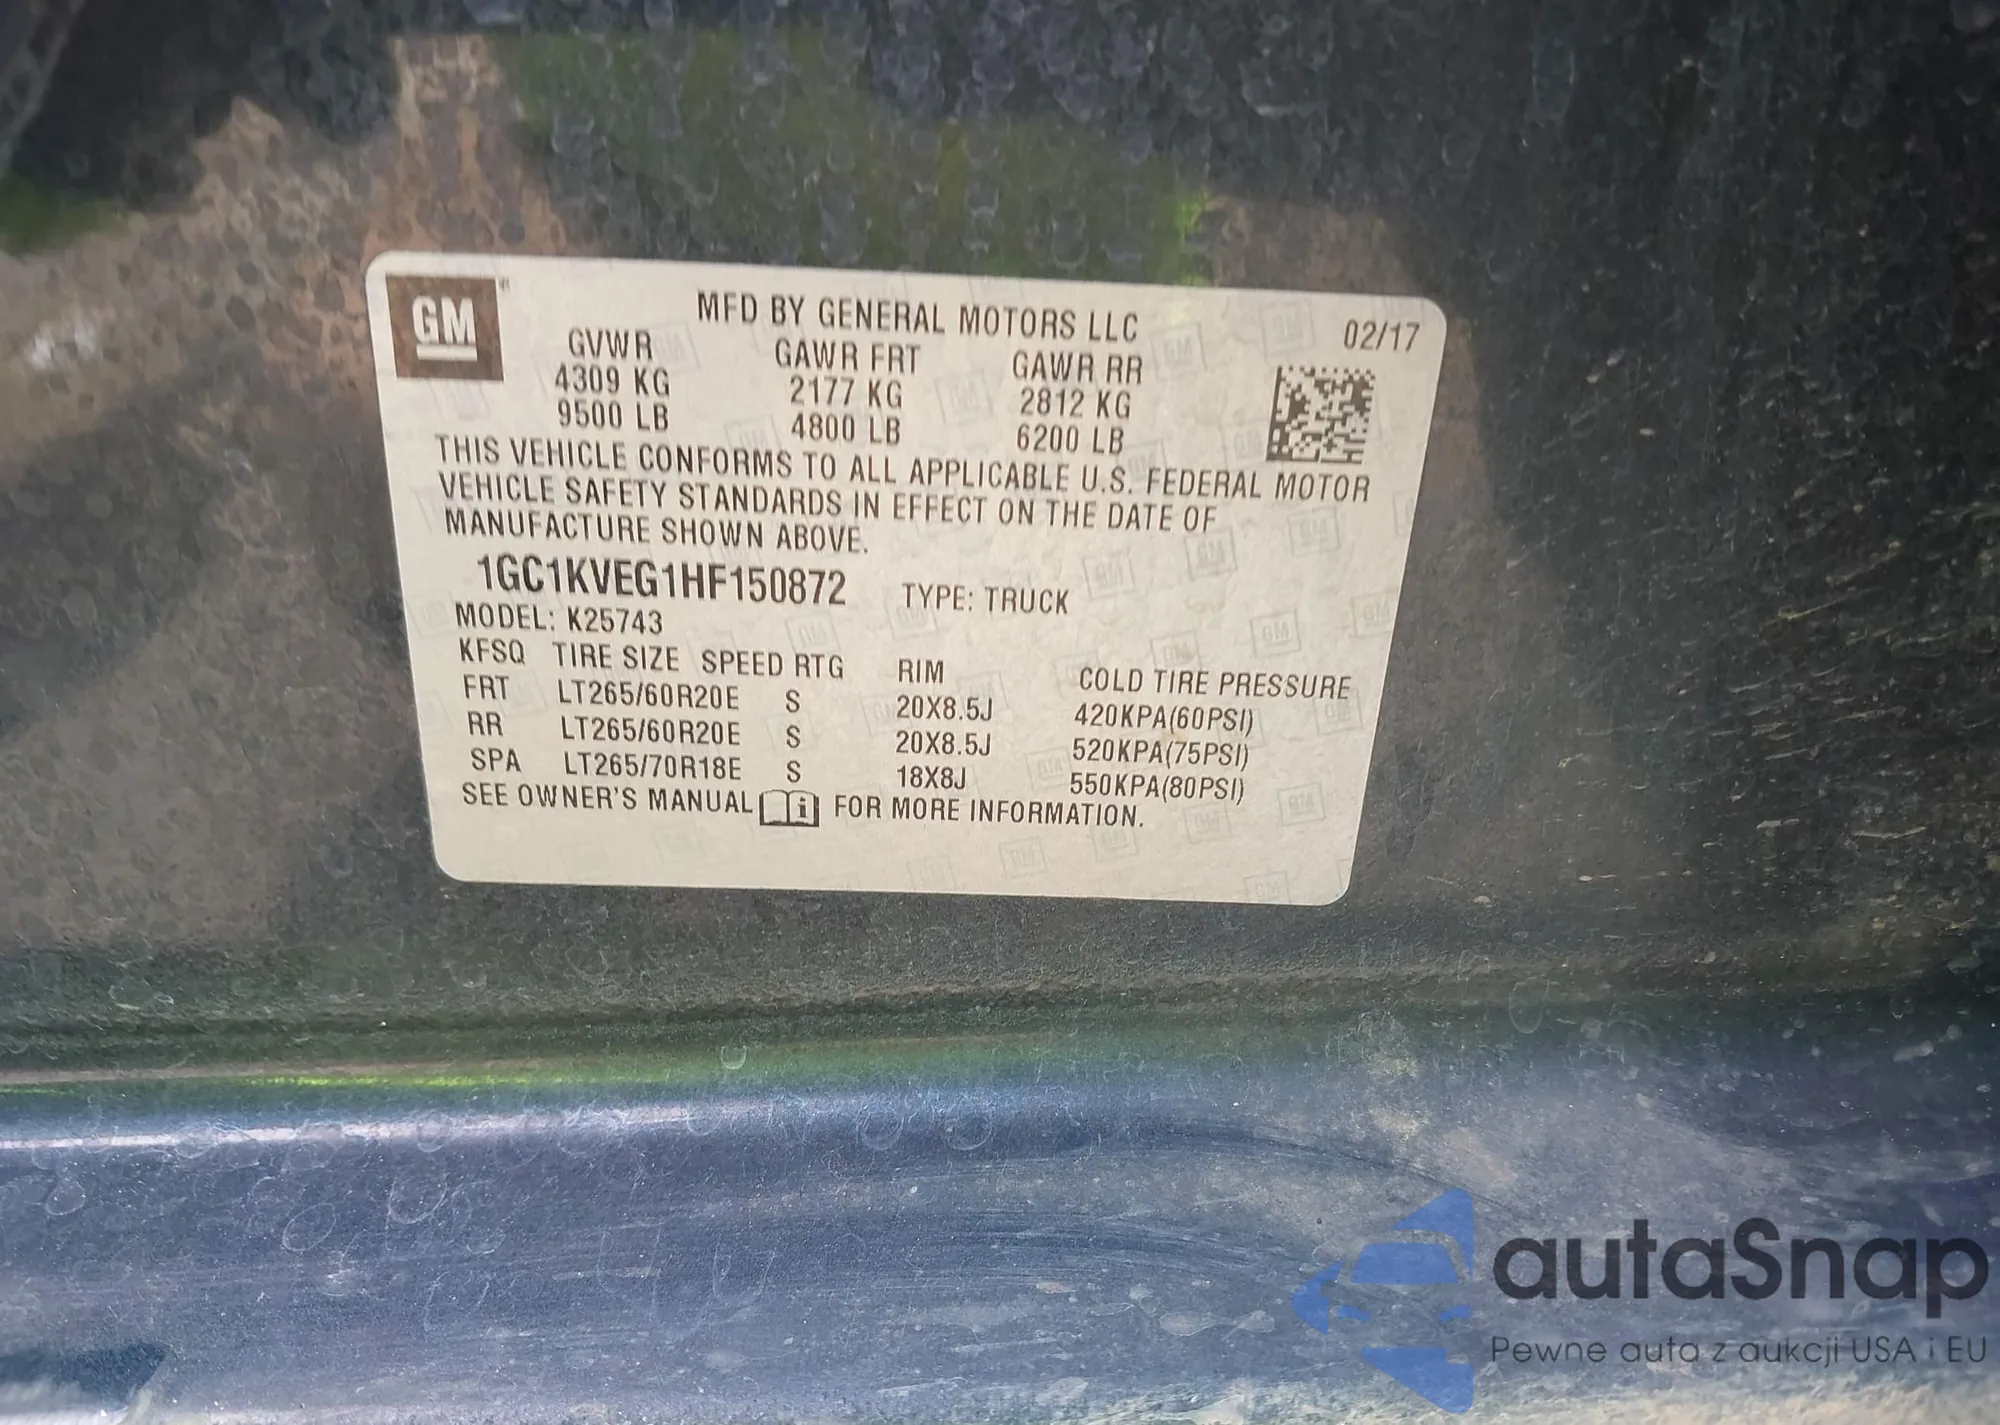 GM
MFD BY GENERAL MOTORS LLC 02/17
GVWR GAWR FRT GAWR RR
4309 KG 2177 KG 2812 KG
9500 LB 4800 LB 6200 LB
THIS VEHICLE CONFORMS TO ALL APPLICABLE U.S. FEDERAL MOTOR
VEHICLE SAFETY STANDARDS IN EFFECT ON THE DATE OF
MANUFACTURE SHOWN ABOVE.
1GC1KVEG1HF150872 TYPE: TRUCK
MODEL: K25743
KFSQ TIRE SIZE SPEED RTG RIM COLD TIRE PRESSURE
FRT LT265/60R20E S 20X8.5J 420KPA(60PSI)
RR LT265/60R20E S 20X8.5J 520KPA(75PSI)
SPA LT265/70R18E S 18X8J 550KPA(80PSI)
SEE OWNER'S MANUAL i FOR MORE INFORMATION.
autaSnap
Pewne auta z aukcji USA i EU